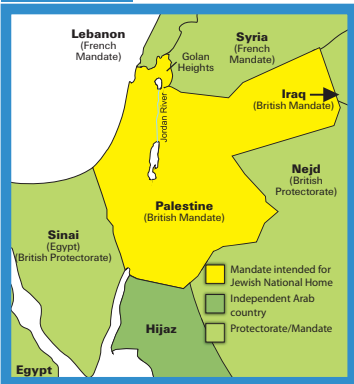 Lebanon
(French
Mandate)
Syria
(French
Mandate)
Golan
Heights
Iraq
(British Mandate)
Jordan River
Nejd
(British
Protectorate)
Palestine
(British Mandate)
Sinai
(Egypt)
(British Protectorate)
Mandate intended for
Jewish National Home
Independent Arab
country
Protectorate/Mandate
Hijaz
Egypt